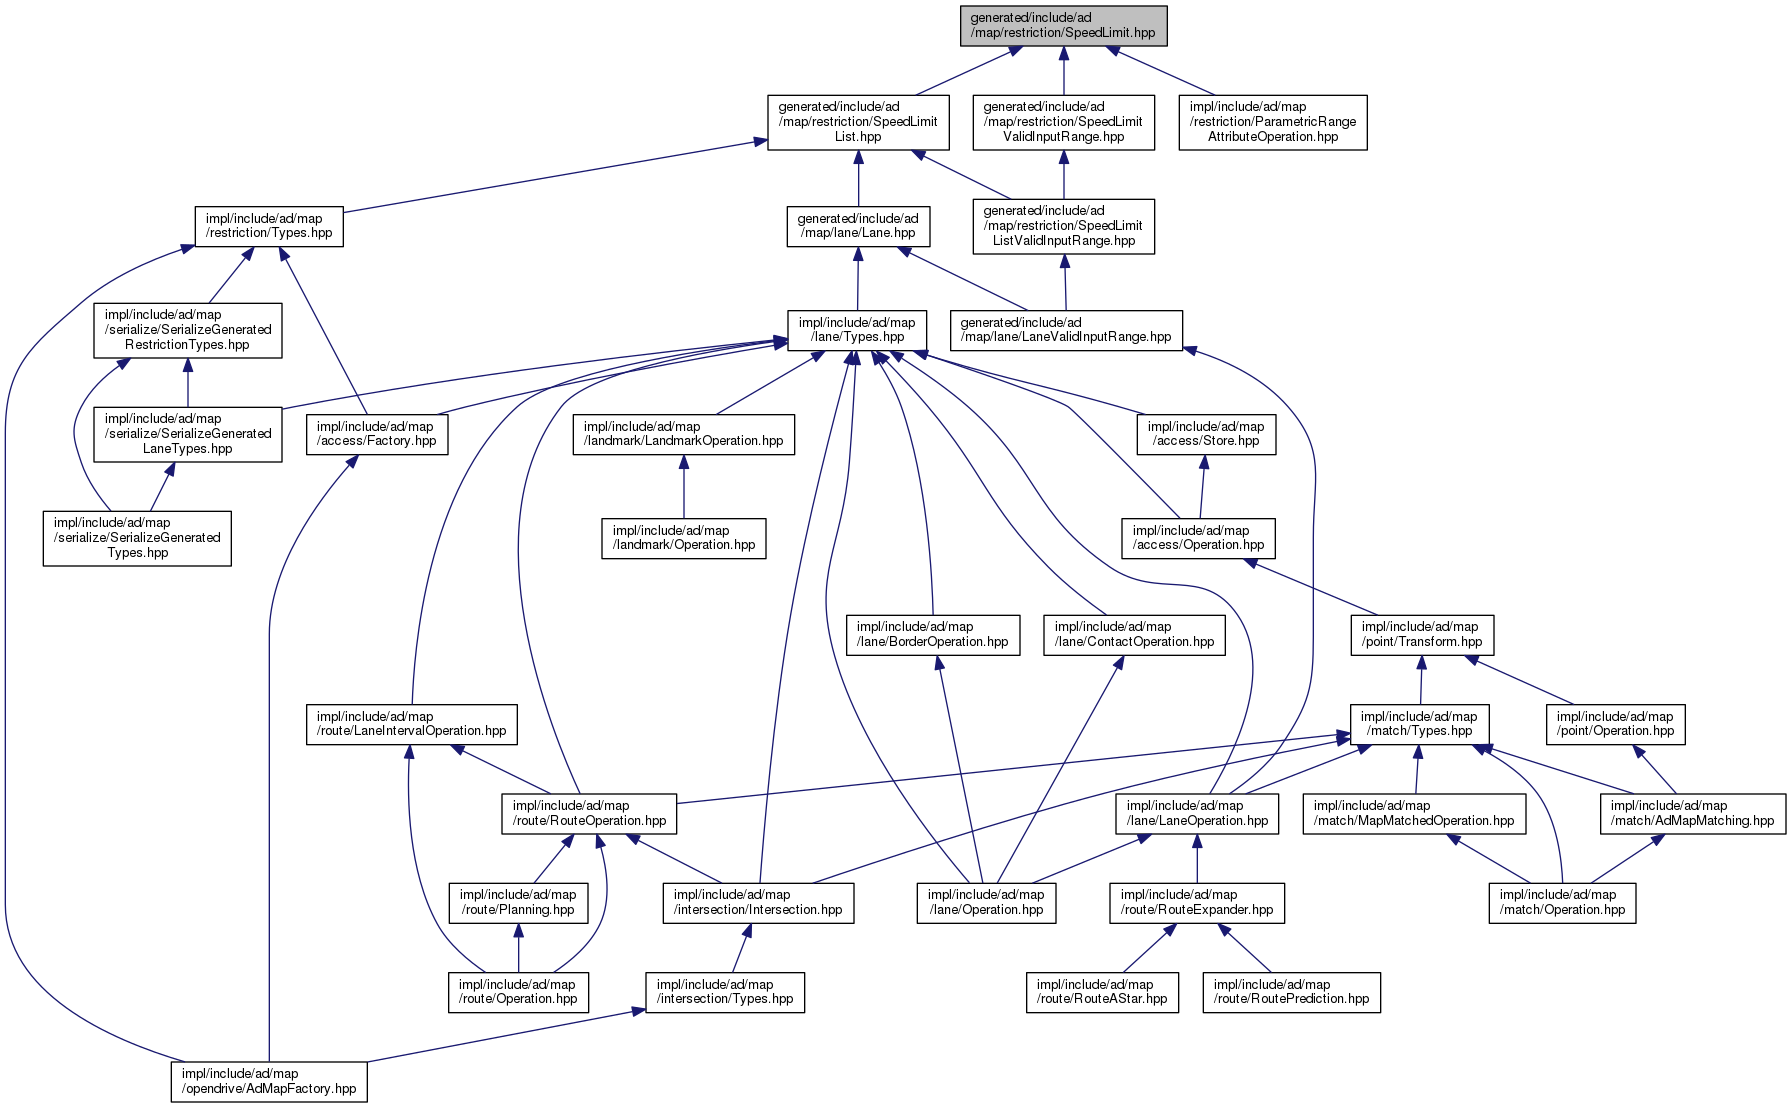 generated/include/ad
/map/restriction/SpeedLimit.hpp
generated/include/ad
/map/restriction/SpeedLimit
List.hpp
generated/include/ad
/map/restriction/SpeedLimit
ValidInputRange.hpp
impl/include/ad/map
/restriction/ParametricRange
AttributeOperation.hpp
impl/include/ad/map
/restriction/Types.hpp
generated/include/ad
/map/lane/Lane.hpp
generated/include/ad
/map/restriction/SpeedLimit
ListValidInputRange.hpp
impl/include/ad/map
/serialize/SerializeGenerated
RestrictionTypes.hpp
impl/include/ad/map
/lane/Types.hpp
generated/include/ad
/map/lane/LaneValidInputRange.hpp
impl/include/ad/map
/serialize/SerializeGenerated
LaneTypes.hpp
impl/include/ad/map
/access/Factory.hpp
impl/include/ad/map
/landmark/LandmarkOperation.hpp
impl/include/ad/map
/access/Store.hpp
impl/include/ad/map
/serialize/SerializeGenerated
Types.hpp
impl/include/ad/map
/landmark/Operation.hpp
impl/include/ad/map
/access/Operation.hpp
impl/include/ad/map
/lane/BorderOperation.hpp
impl/include/ad/map
/lane/ContactOperation.hpp
impl/include/ad/map
/point/Transform.hpp
impl/include/ad/map
/route/LaneIntervalOperation.hpp
impl/include/ad/map
/match/Types.hpp
impl/include/ad/map
/point/Operation.hpp
impl/include/ad/map
/route/RouteOperation.hpp
impl/include/ad/map
/lane/LaneOperation.hpp
impl/include/ad/map
/match/MapMatchedOperation.hpp
impl/include/ad/map
/match/AdMapMatching.hpp
impl/include/ad/map
/route/Planning.hpp
impl/include/ad/map
/intersection/Intersection.hpp
impl/include/ad/map
/lane/Operation.hpp
impl/include/ad/map
/route/RouteExpander.hpp
impl/include/ad/map
/match/Operation.hpp
impl/include/ad/map
/route/Operation.hpp
impl/include/ad/map
/intersection/Types.hpp
impl/include/ad/map
/route/RouteAStar.hpp
impl/include/ad/map
/route/RoutePrediction.hpp
impl/include/ad/map
/opendrive/AdMapFactory.hpp